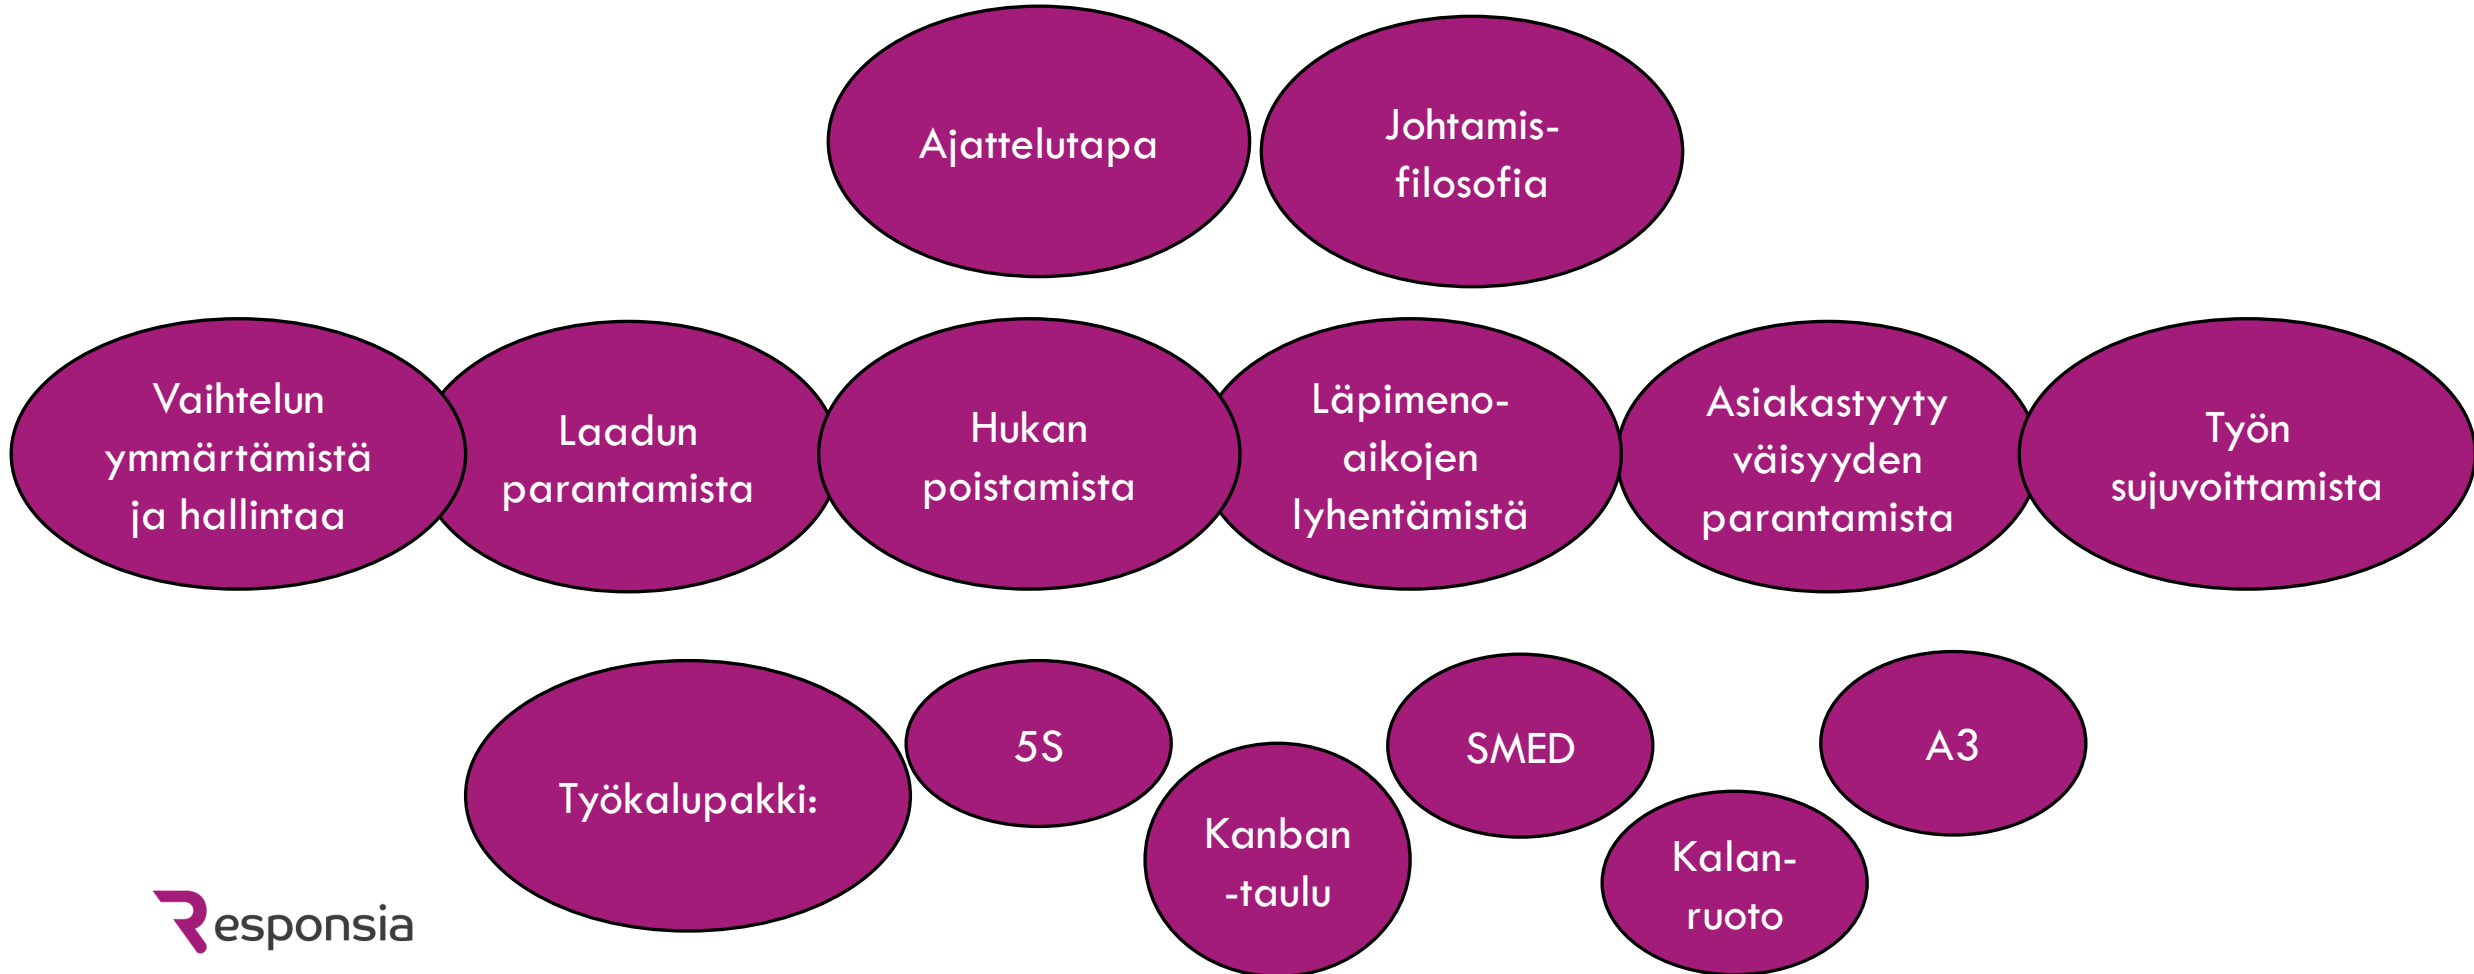 Ajattelutapa
Johtamis-
filosofia
Vaihtelun
ymmärtämistä
ja hallintaa
Laadun
parantamista
Hukan
poistamista
Läpimeno-
aikojen
lyhentämistä
Asiakastyyty
väisyyden
parantamista
Työn
sujuvoittamista
Työkalupakki:
5S
Kanban
-taulu
SMED
Kalan-
ruoto
A3
Responsia